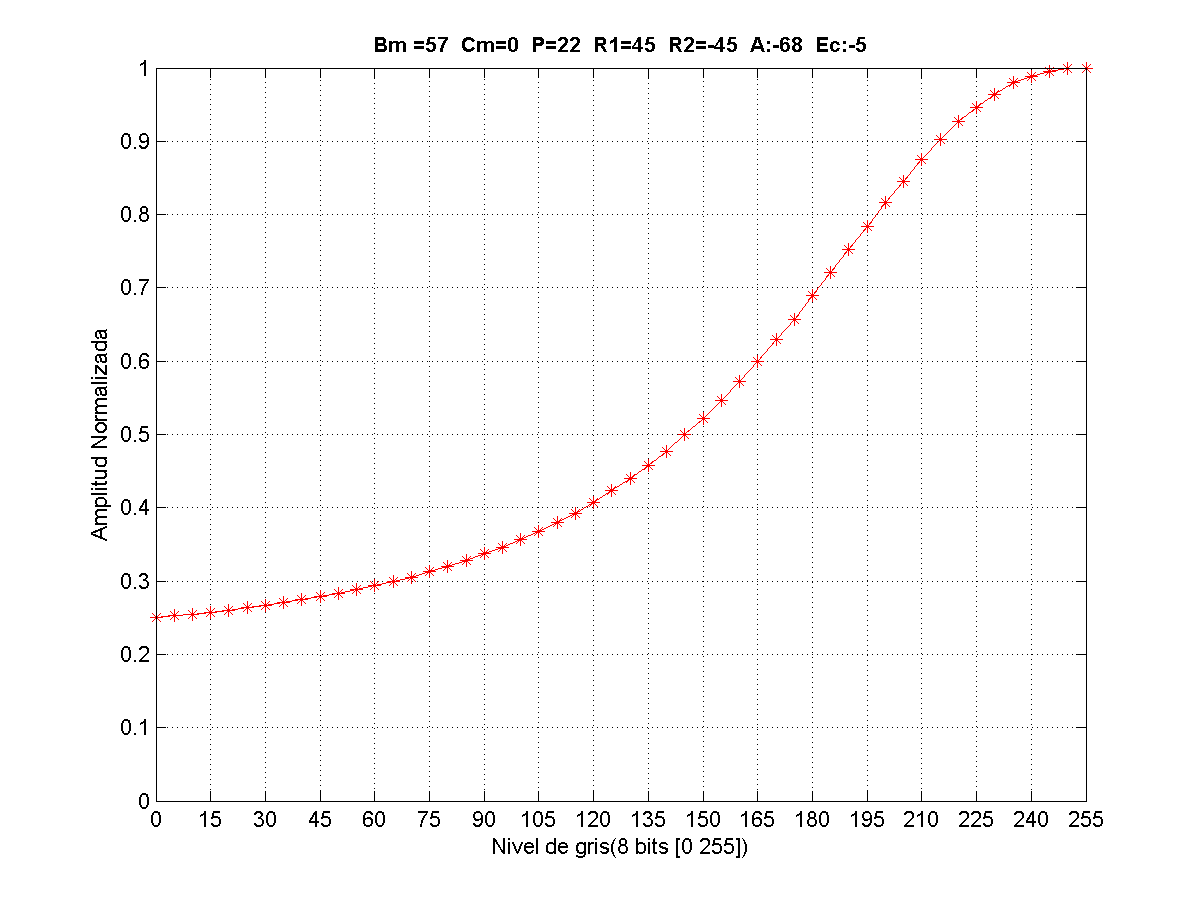 Bm =57 Cm=0 P=22 R1=45 R2=-45 A:-68 Ec:-5
1
0.9
0.8
0.7
0.6
0.5
0.4
0.3
0.2
0.1
0
Amplitud Normalizada
0 15 30 45 60 75 90 105 120 135 150 165 180 195 210 225 240 255
Nivel de gris(8 bits [0 255])